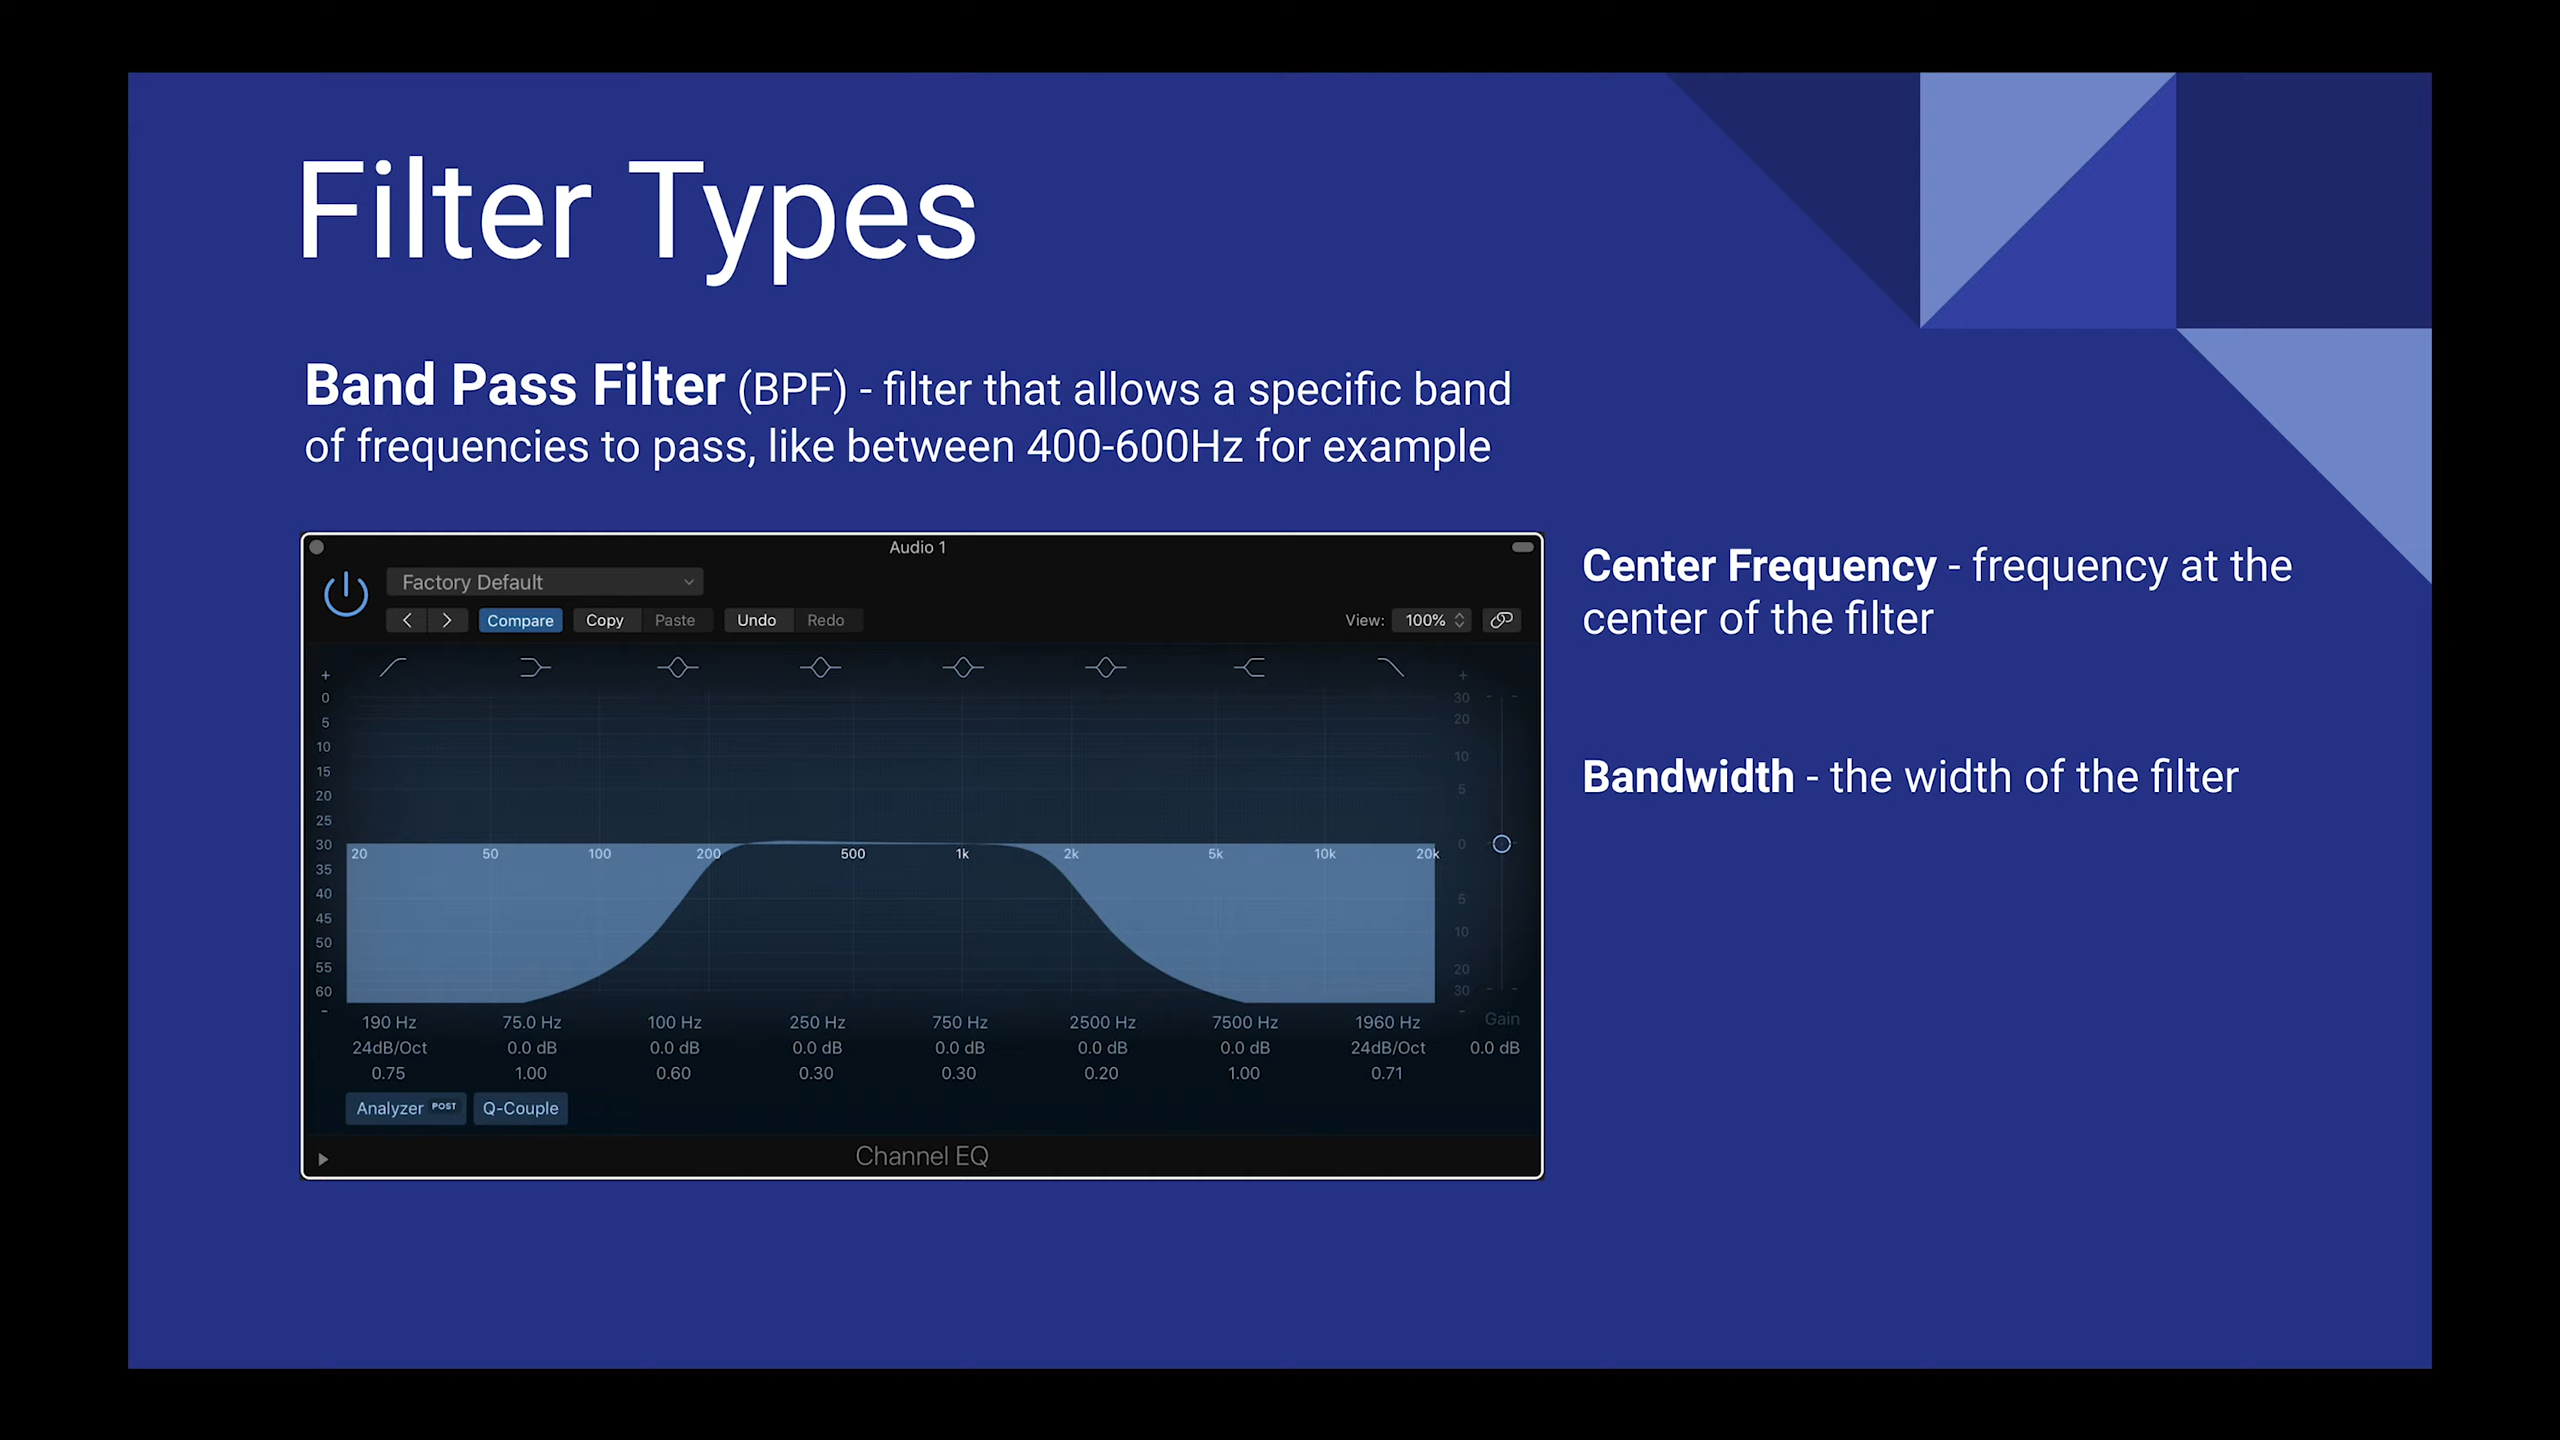 Filter Types
Band Pass Filter (BPF) - filter that allows a specific band
of frequencies to pass, like between 400-600Hz for example
Center Frequency - frequency at the
center of the filter
Bandwidth - the width of the filter
Audio 1
Factory Default
Compare Copy Paste Undo Redo View: 100%
+ +
0 30
5 20
10 10
15
20 5
25
30 20 50 100 200 500 1k 2k 5k 10k 20k 0
35
40 5
45
50 10
55 20
60 30
- -
190 Hz 75.0 Hz 100 Hz 250 Hz 750 Hz 2500 Hz 7500 Hz 1960 Hz Gain
24dB/Oct 0.0 dB 0.0 dB 0.0 dB 0.0 dB 0.0 dB 0.0 dB 24dB/Oct 0.0 dB
0.75 1.00 0.60 0.30 0.30 0.20 1.00 0.71
Analyzer POST Q-Couple
Channel EQ